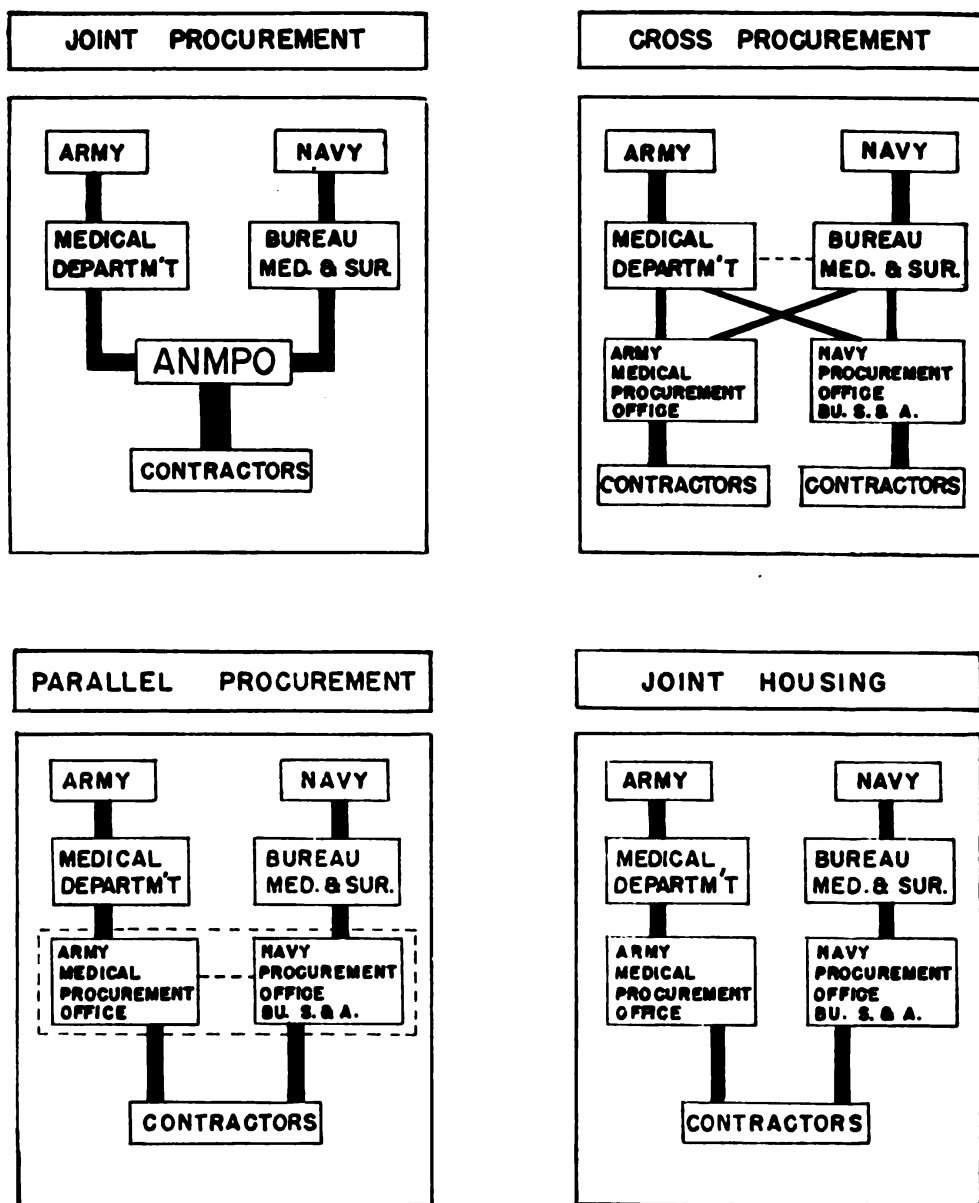 JOINT PROCUREMENT
ARMY
NAVY
MEDICAL
DEPARTM'T
BUREAU
MED. & SUR.
ANMPO
CONTRACTORS
CROSS PROCUREMENT
ARMY
NAVY
MEDICAL
DEPARTM'T
BUREAU
MED. & SUR.
ARMY
MEDICAL
PROCUREMENT
OFFICE
NAVY
PROCUREMENT
OFFICE
BU. S. & A.
CONTRACTORS
CONTRACTORS
PARALLEL PROCUREMENT
ARMY
NAVY
MEDICAL
DEPARTM'T
BUREAU
MED. & SUR.
ARMY
MEDICAL
PROCUREMENT
OFFICE
NAVY
PROCUREMENT
OFFICE
BU. S. & A.
CONTRACTORS
JOINT HOUSING
ARMY
NAVY
MEDICAL
DEPARTM'T
BUREAU
MED. & SUR.
ARMY
MEDICAL
PROCUREMENT
OFFICE
NAVY
PROCUREMENT
OFFICE
BU. S. & A.
CONTRACTORS